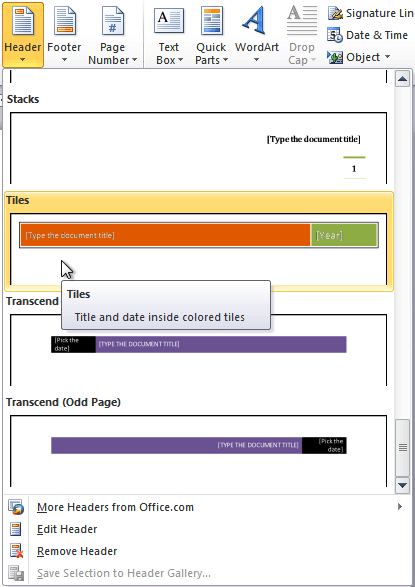 Header
Footer
Page
Number
Text
Box
Quick
Parts
WordArt
Drop
Cap
Signature Lin
Date & Time
Object
Stacks
[Type the document title]
1
Tiles
[Type the document title]
[Year]
Tiles
Title and date inside colored tiles
Transcend
[Pick the
date]
[TYPE THE DOCUMENT TITLE]
Transcend (Odd Page)
[TYPE THE DOCUMENT TITLE]
[Pick the
date]
More Headers from Office.com
Edit Header
Remove Header
Save Selection to Header Gallery...